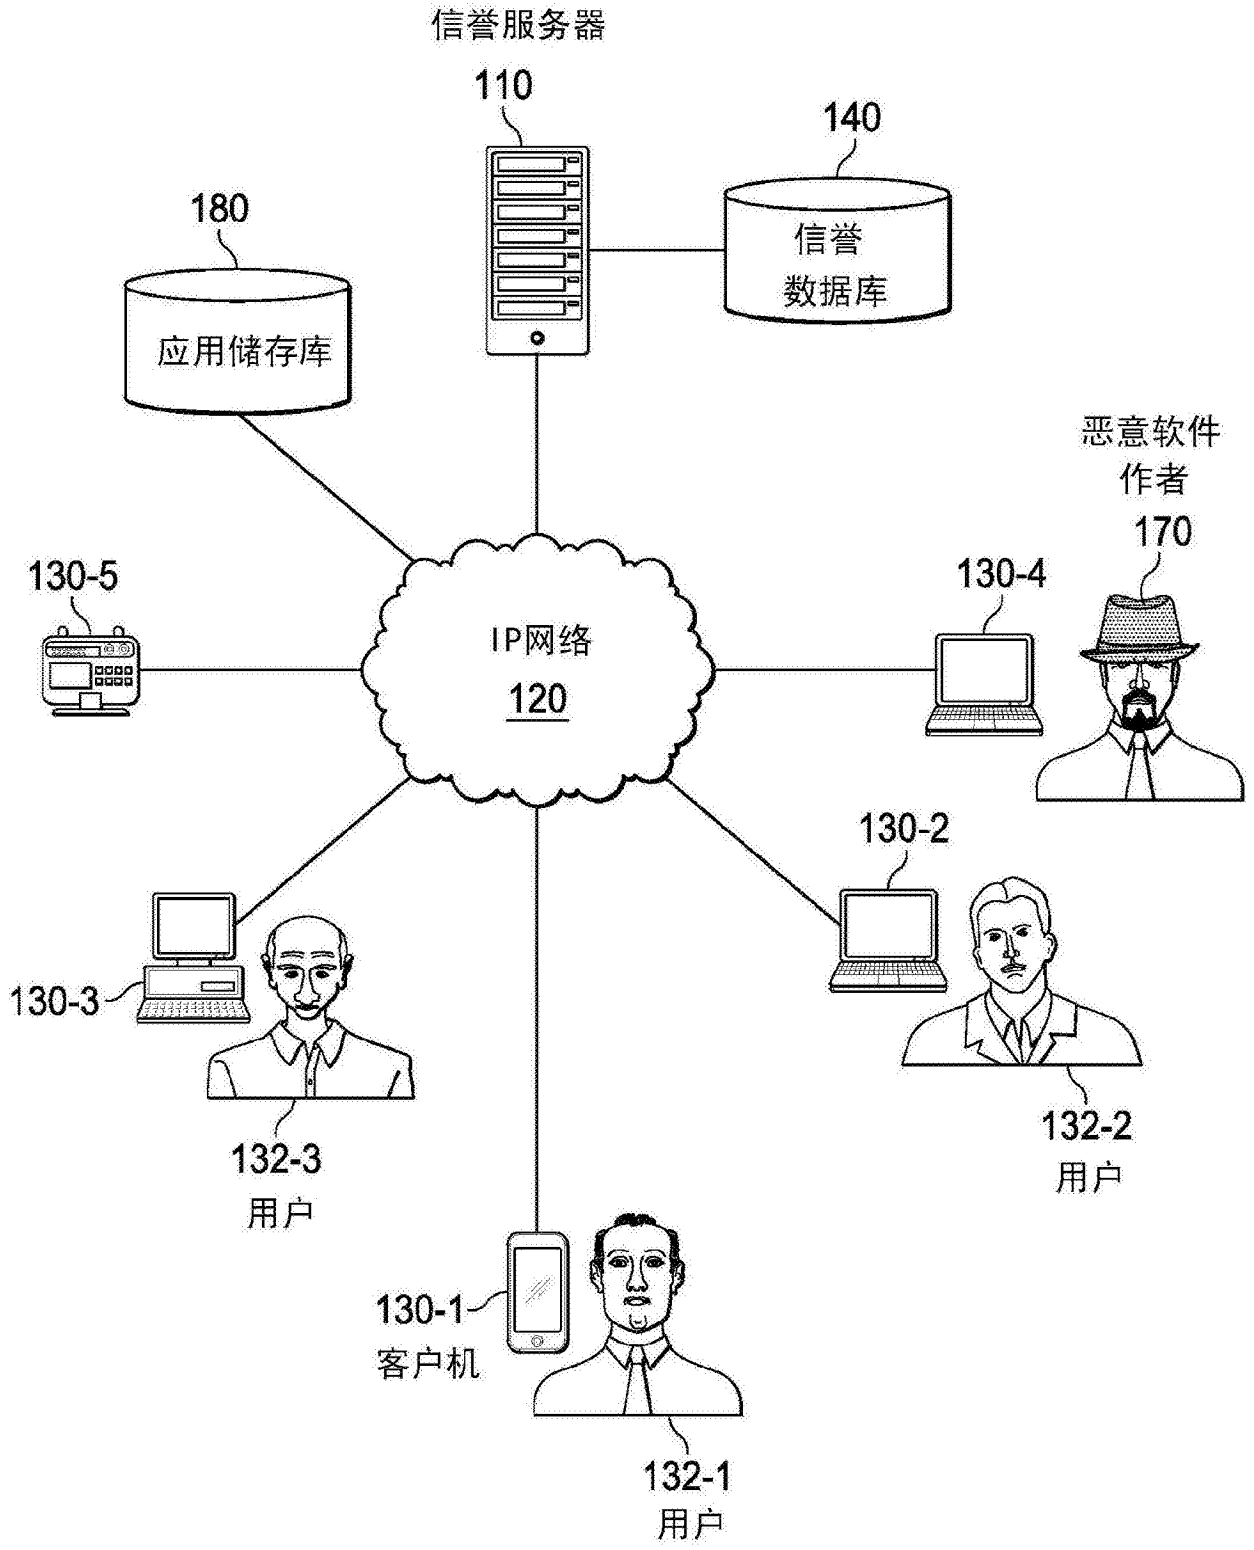 信誉服务器
110
140
信誉
数据库
180
应用储存库
恶意软件
作者
170
130-5
130-4
IP网络
120
130-2
130-3
132-2
用户
132-3
用户
130-1
客户机
132-1
用户